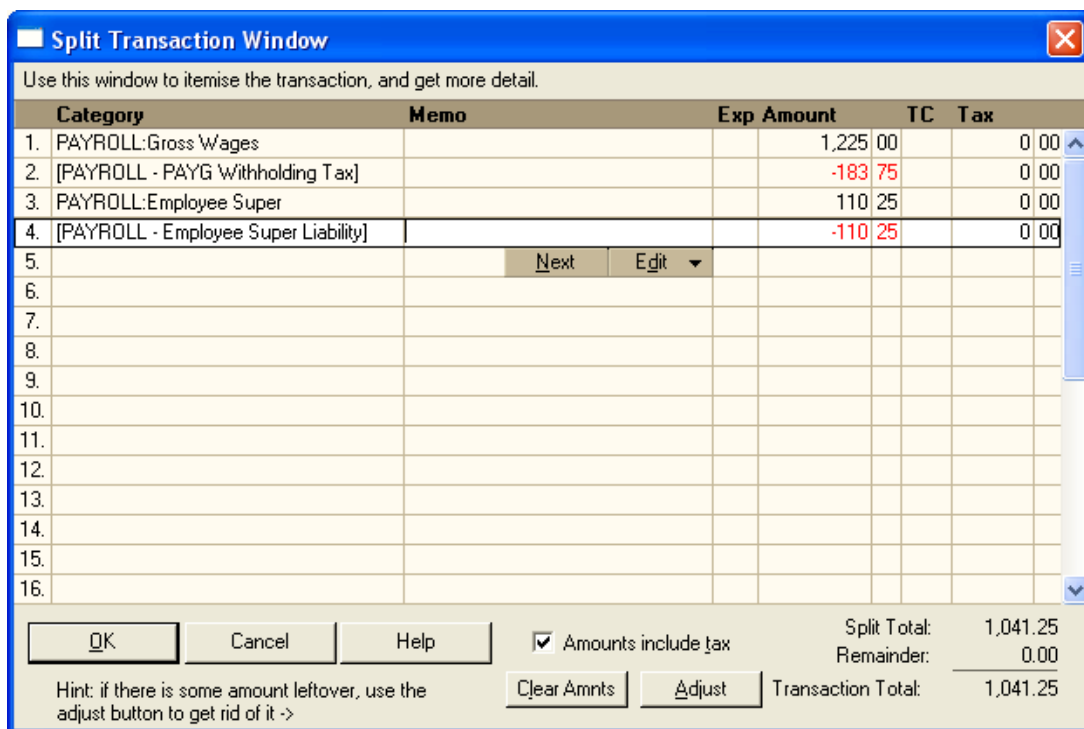 Split Transaction Window
Use this window to itemise the transaction, and get more detail.
Category Memo Exp Amount TC Tax
1. PAYROLL:Gross Wages 1,225 00 0 00
2. [PAYROLL - PAYG Withholding Tax] -183 75 0 00
3. PAYROLL:Employee Super 110 25 0 00
4. [PAYROLL - Employee Super Liability] -110 25 0 00
5. Next Edit
6.
7.
8.
9.
10.
11.
12.
13.
14.
15.
16.
OK Cancel Help Amounts include tax Split Total: 1,041.25
Remainder: 0.00
Hint: if there is some amount leftover, use the Clear Amnts Adjust Transaction Total: 1,041.25
adjust button to get rid of it ->